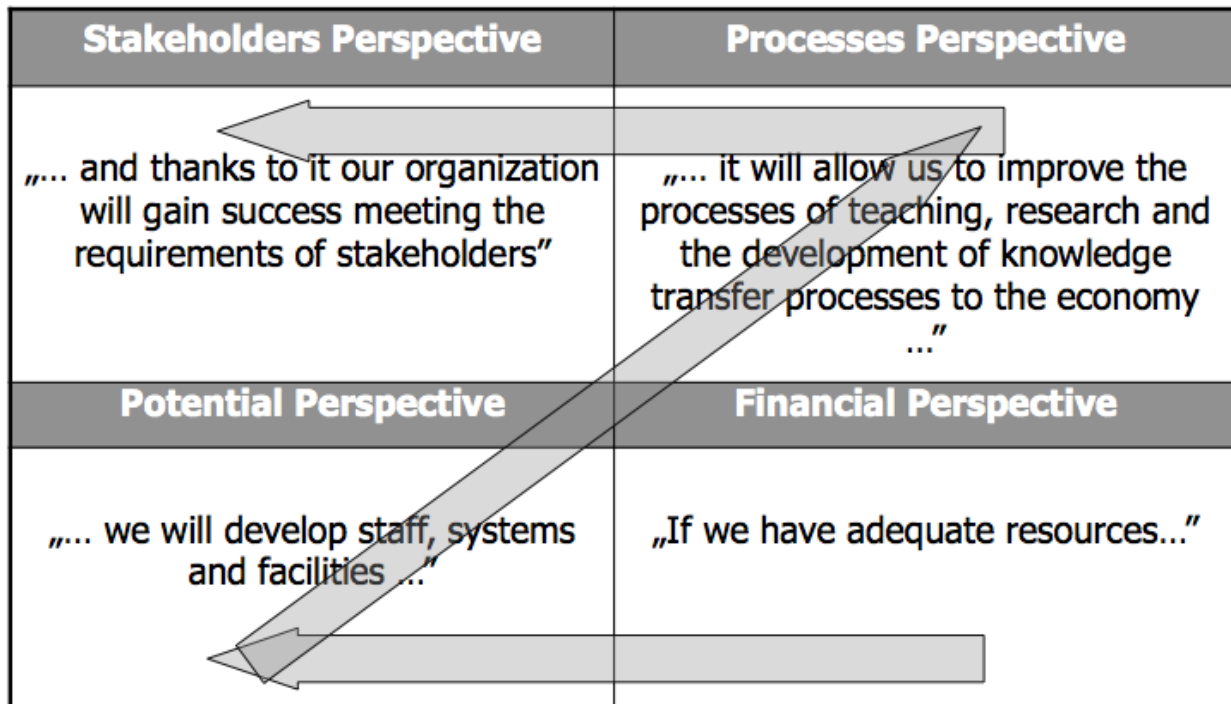 Stakeholders Perspective
Processes Perspective
„... and thanks to it our organization
will gain success meeting the
requirements of stakeholders”
„... it will allow us to improve the
processes of teaching, research and
the development of knowledge
transfer processes to the economy
...”
Potential Perspective
Financial Perspective
„... we will develop staff, systems
and facilities ...”
„If we have adequate resources...”